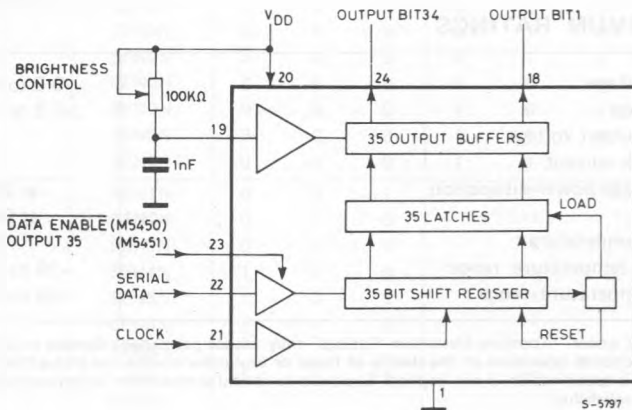 V DD
OUTPUT BIT34
OUTPUT BIT1
BRIGHTNESS
CONTROL
100KΩ
20
24
18
19
35 OUTPUT BUFFERS
1nF
35 LATCHES
LOAD
DATA ENABLE (M5450)
OUTPUT 35 (M5451)
23
SERIAL
DATA
22
35 BIT SHIFT REGISTER
CLOCK
21
RESET
1
S-5797